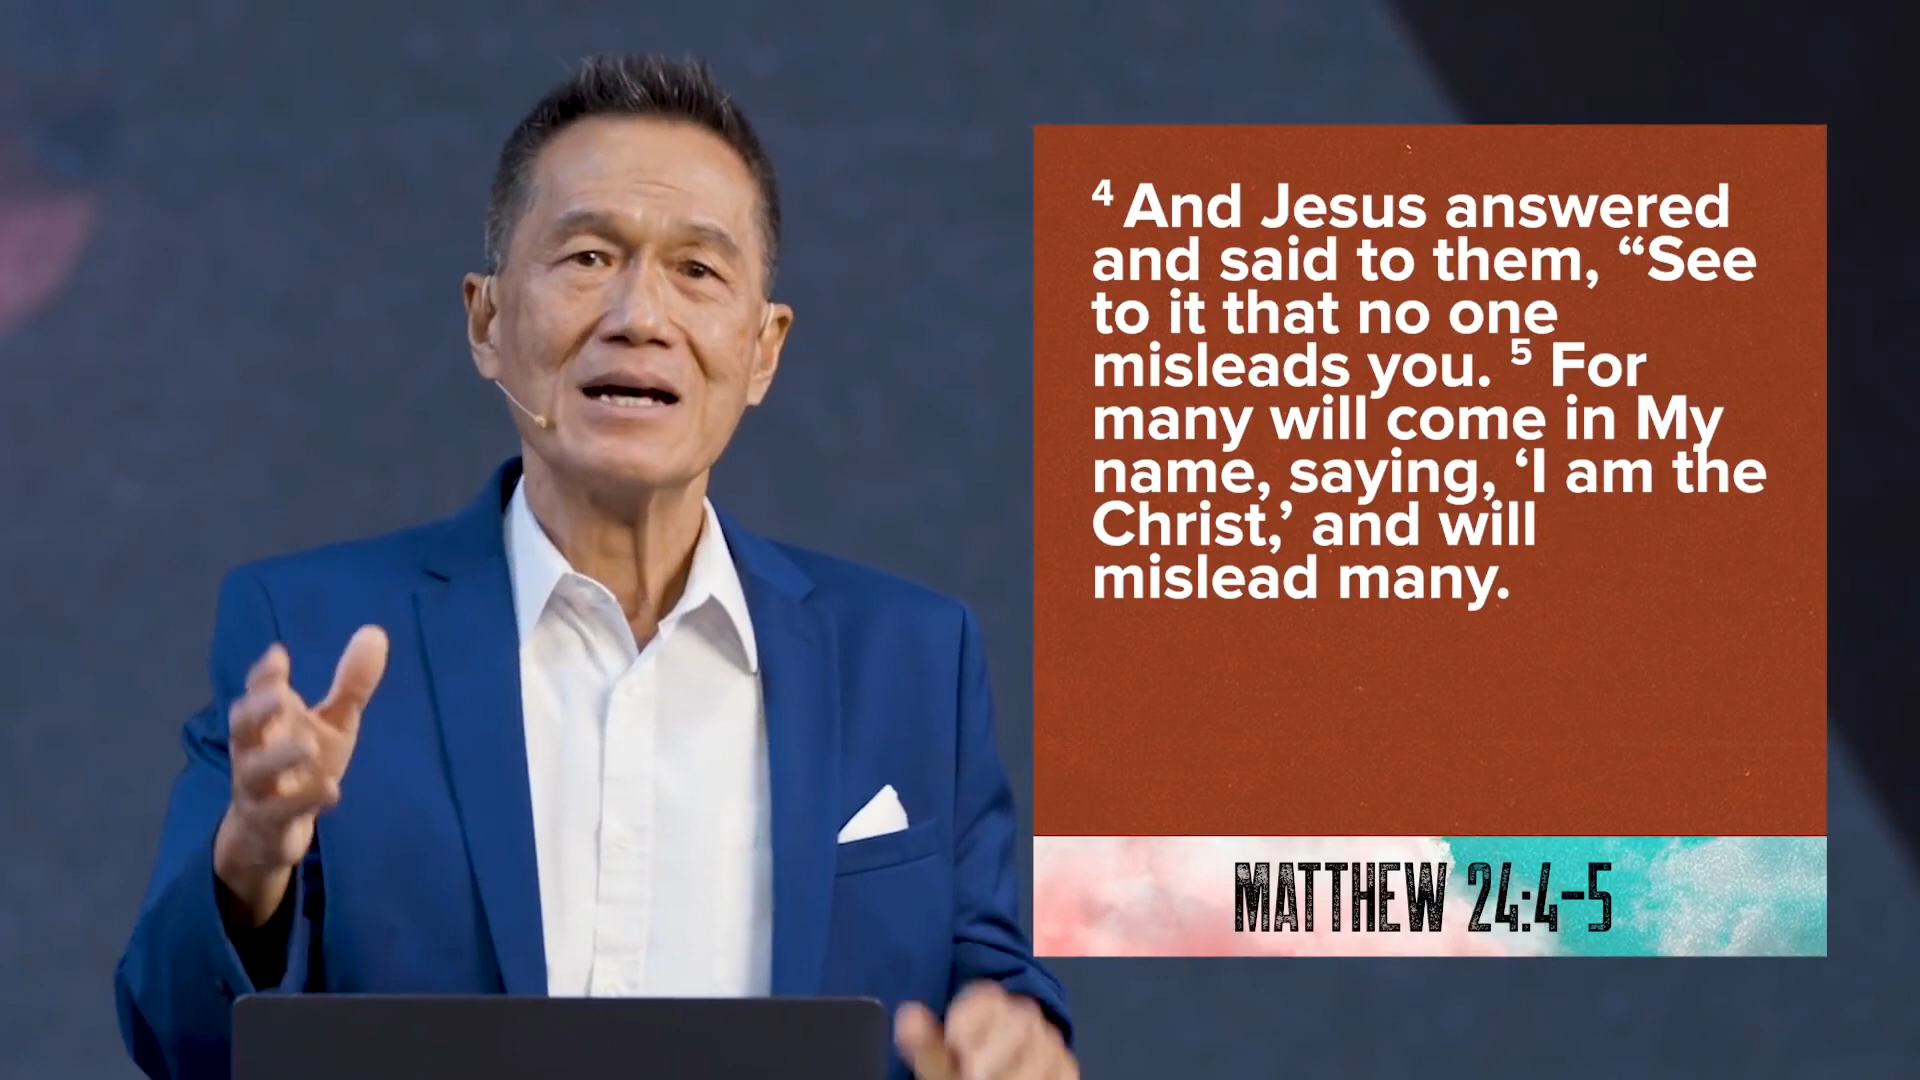 ⁴ And Jesus answered
and said to them, “See
to it that no one
misleads you. ⁵ For
many will come in My
name, saying, ‘I am the
Christ,’ and will
mislead many.
MATTHEW 24:4-5